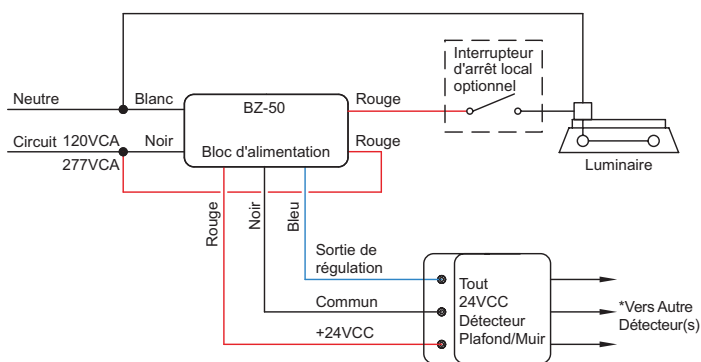 Interrupteur
d'arrêt local
optionnel
Neutre
Blanc
BZ-50
Rouge
Circuit 120VCA
277VCA
Noir
Bloc d'alimentation
Rouge
Luminaire
Rouge
Noir
Bleu
Sortie de
régulation
Commun
+24VCC
Tout
24VCC
Détecteur
Plafond/Muir
*Vers Autre
Détecteur(s)